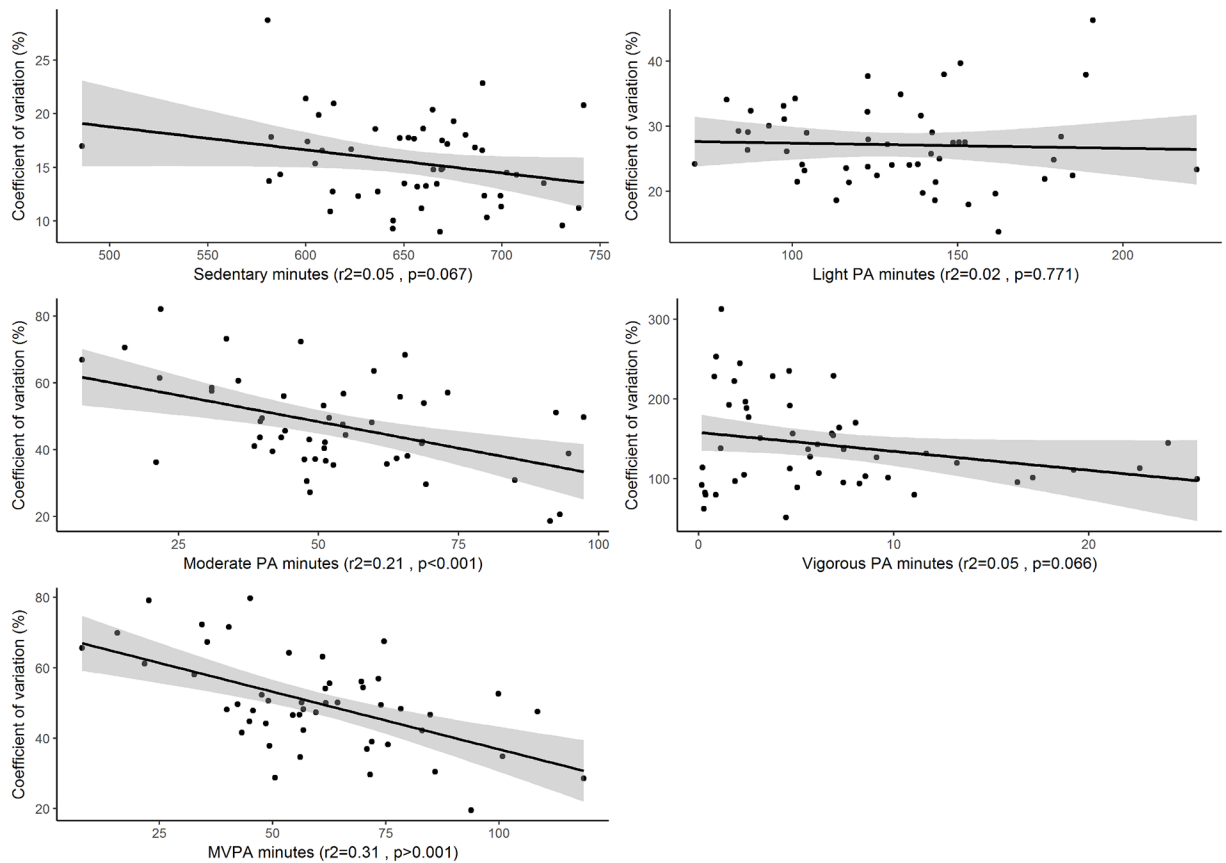 Coefficient of variation (%)
25
20
15
10
500 550 600 650 700 750
Sedentary minutes (r2=0.05 , p=0.067)
Coefficient of variation (%)
40
30
20
100 150 200
Light PA minutes (r2=0.02 , p=0.771)
Coefficient of variation (%)
80
60
40
20
25 50 75 100
Moderate PA minutes (r2=0.21 , p<0.001)
Coefficient of variation (%)
300
200
100
0 10 20
Vigorous PA minutes (r2=0.05 , p=0.066)
Coefficient of variation (%)
80
60
40
20
25 50 75 100
MVPA minutes (r2=0.31 , p>0.001)